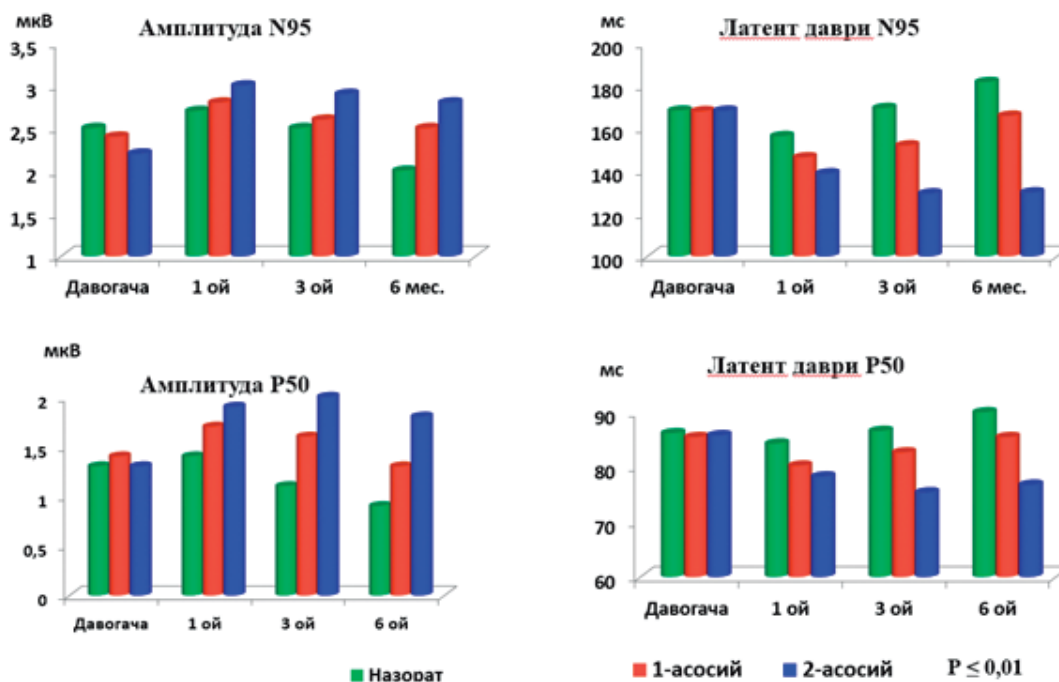 мкВ
Амплитуда N95
3,5
3
2,5
2
1,5
1
Давогача 1 ой 3 ой 6 мес.
мс
Латент даври N95
200
180
160
140
120
100
Давогача 1 ой 3 ой 6 мес.
мкВ
Амплитуда P50
2
1,5
1
0,5
0
Давогача 1 ой 3 ой 6 ой
Назорат
мс
Латент даври P50
90
80
70
60
Давогача 1 ой 3 ой 6 ой
1-асосий 2-асосий P ≤ 0,01